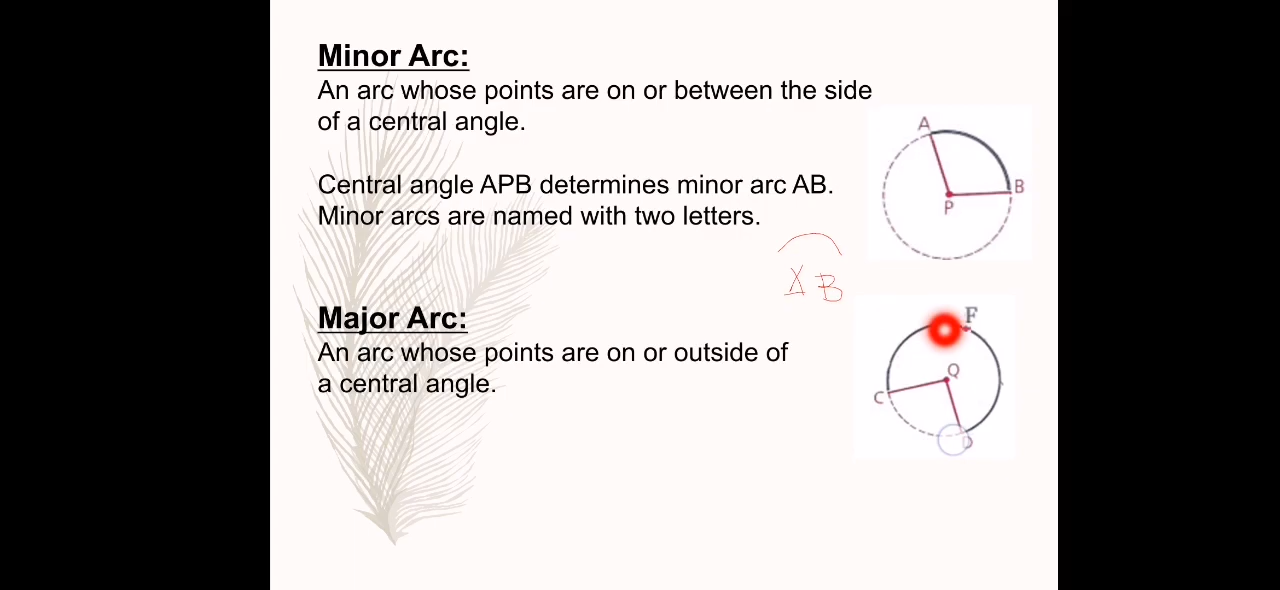 Minor Arc:
An arc whose points are on or between the side
of a central angle.
Central angle APB determines minor arc AB.
Minor arcs are named with two letters.
A
B
P
B
Major Arc:
An arc whose points are on or outside of
a central angle.
F
Q
C
D